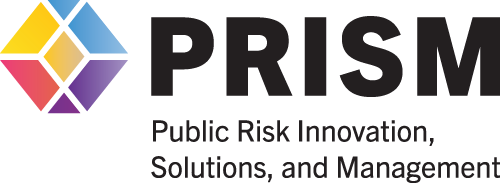 PRISM
Public Risk Innovation,
Solutions, and Management